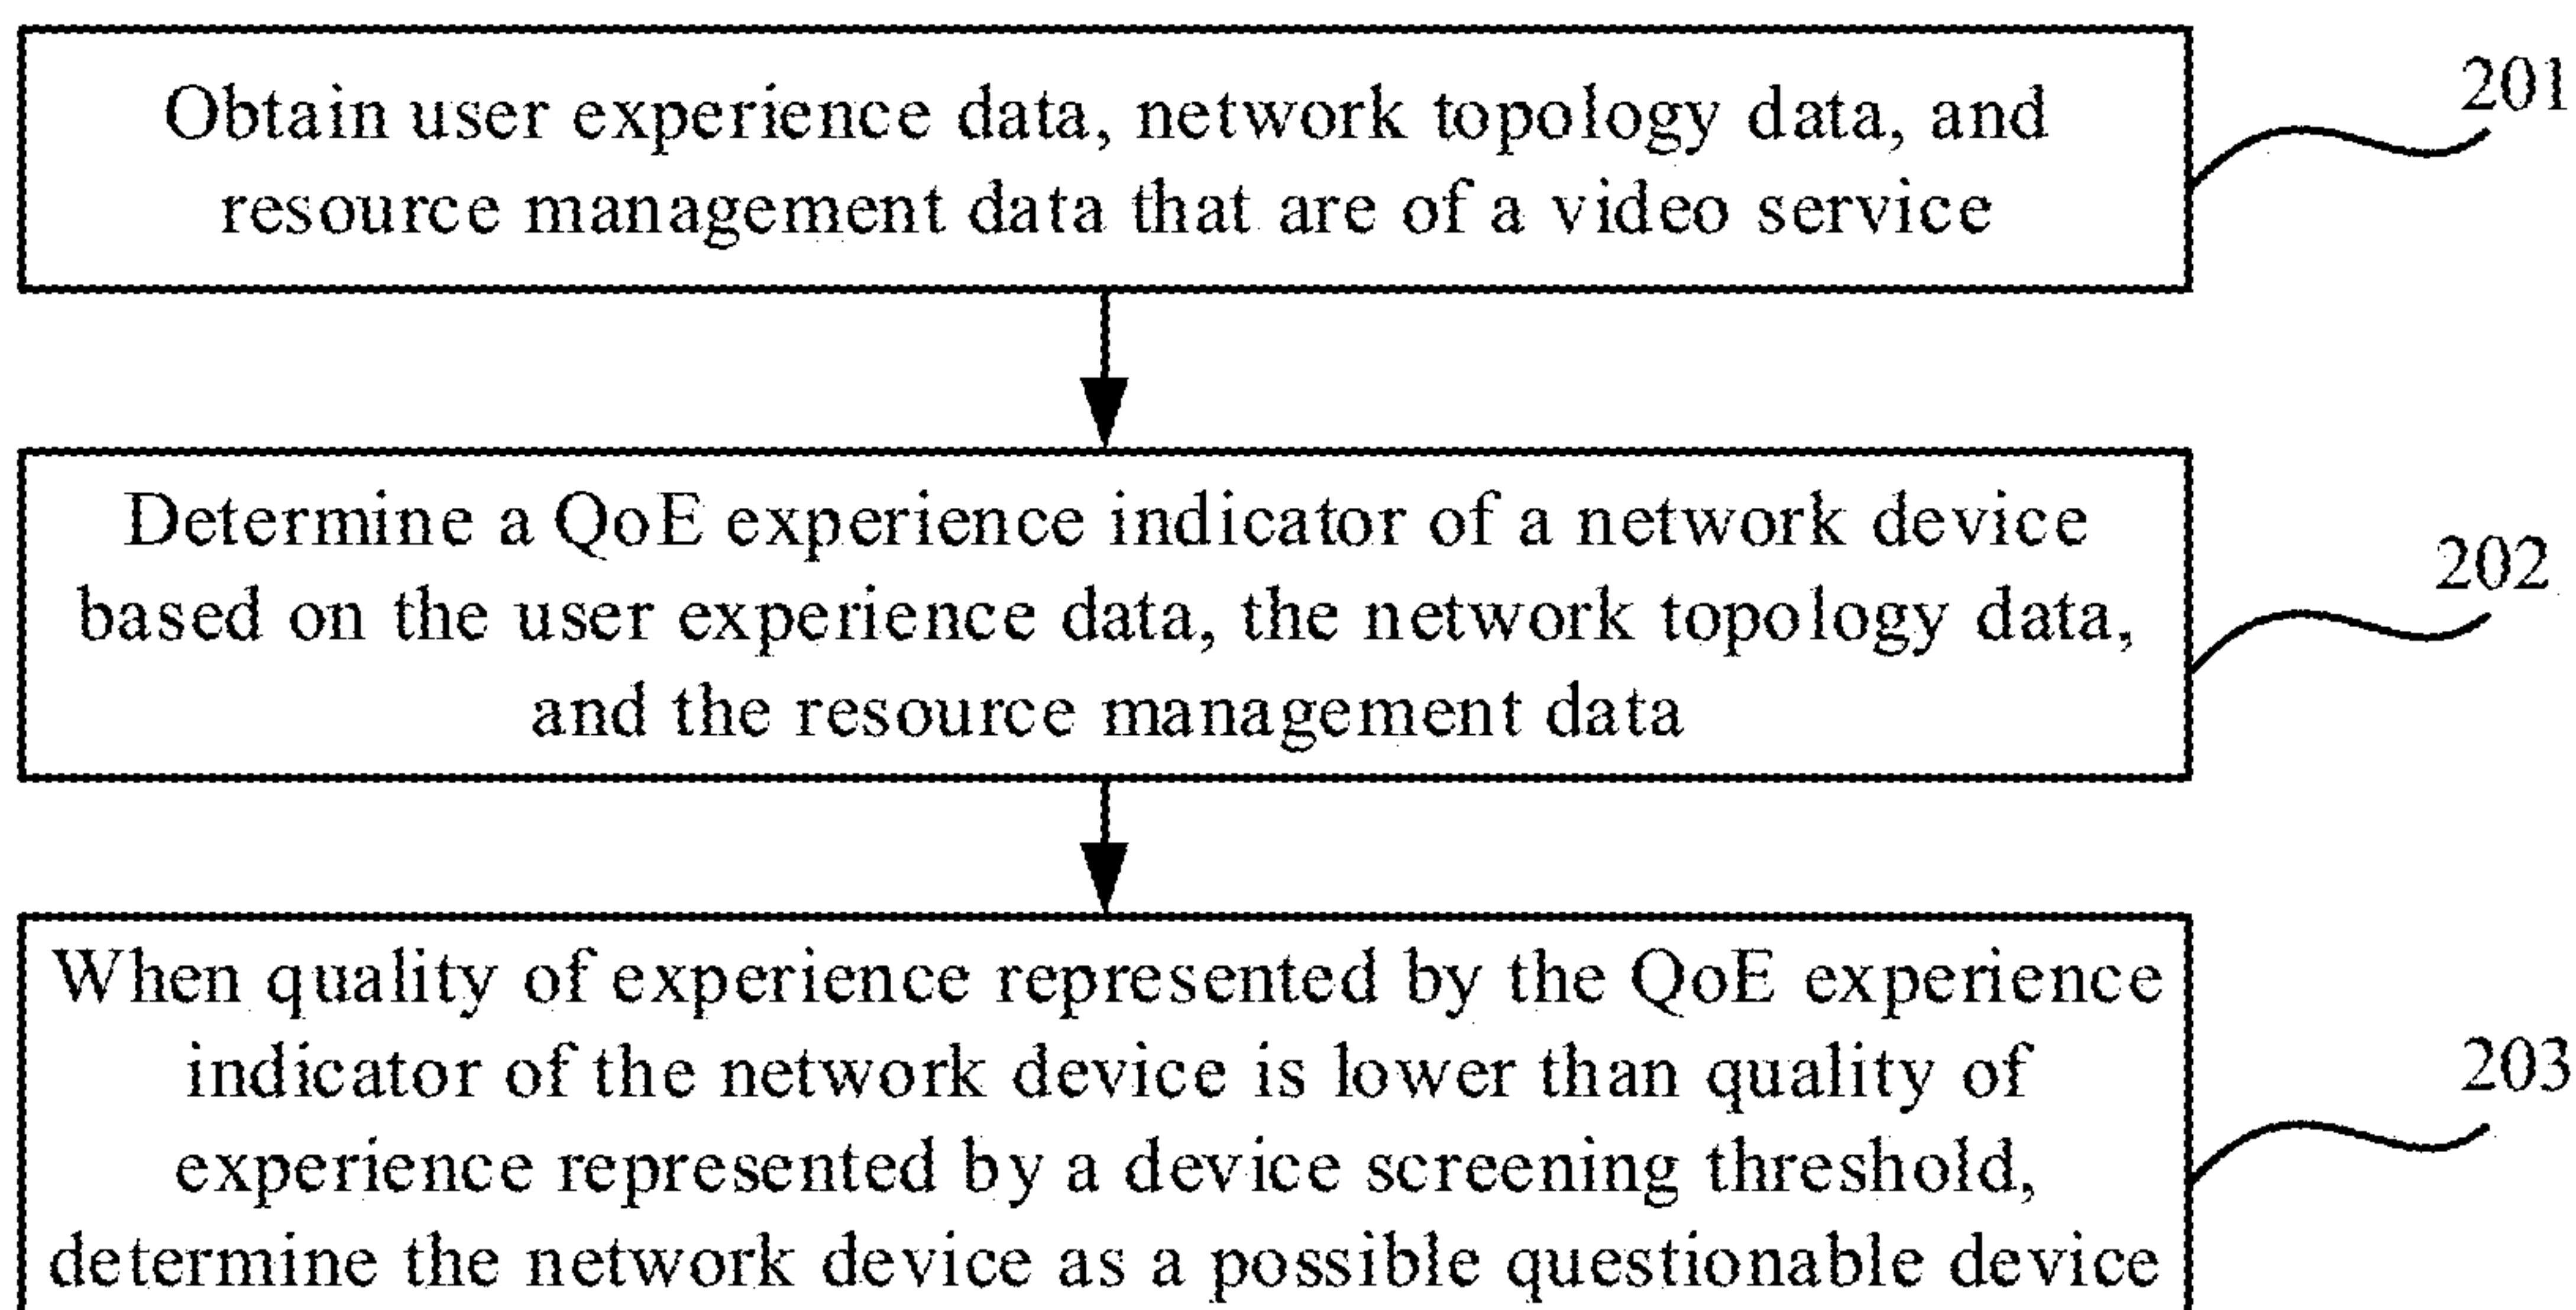 Obtain user experience data, network topology data, and
resource management data that are of a video service
201
Determine a QoE experience indicator of a network device
based on the user experience data, the network topology data,
and the resource management data
202
When quality of experience represented by the QoE experience
indicator of the network device is lower than quality of
experience represented by a device screening threshold,
determine the network device as a possible questionable device
203